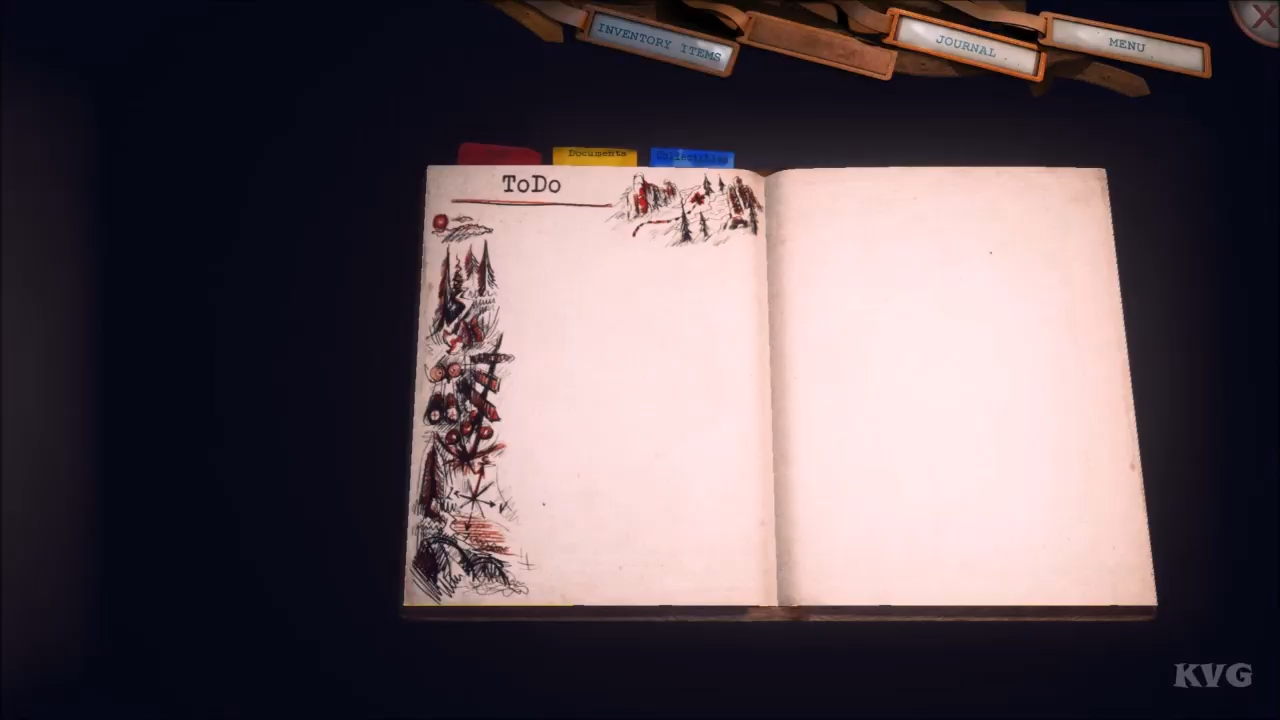 INVENTORY ITEMS
JOURNAL
MENU
Documents
Collectibles
ToDo
KVG